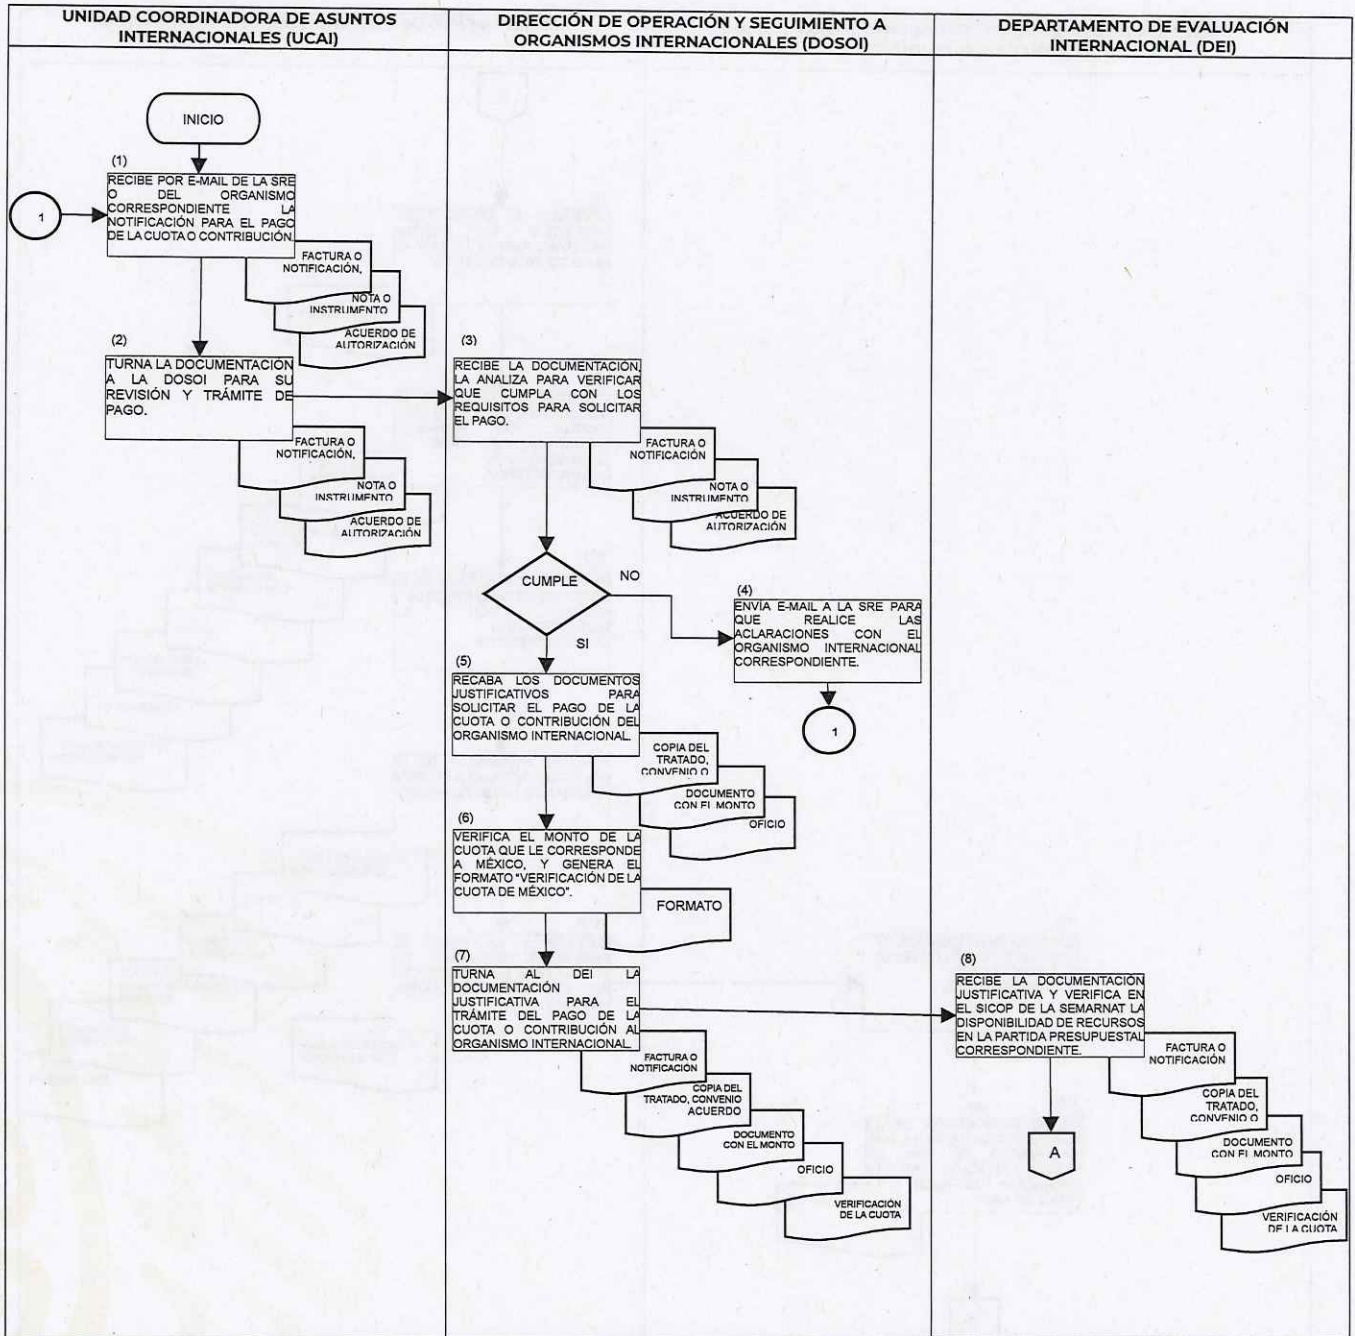 UNIDAD COORDINADORA DE ASUNTOS
INTERNACIONALES (UCAI)
DIRECCIÓN DE OPERACIÓN Y SEGUIMIENTO A
ORGANISMOS INTERNACIONALES (DOSOI)
DEPARTAMENTO DE EVALUACIÓN
INTERNACIONAL (DEI)
INICIO
(1)
RECIBE POR E-MAIL DE LA SRE
O DEL ORGANISMO
CORRESPONDIENTE LA
NOTIFICACIÓN PARA EL PAGO
DE LA CUOTA O CONTRIBUCIÓN.
1
FACTURA O
NOTIFICACIÓN,
NOTA O
INSTRUMENTO
ACUERDO DE
AUTORIZACIÓN
(2)
TURNA LA DOCUMENTACIÓN
A LA DOSOI PARA SU
REVISIÓN Y TRÁMITE DE
PAGO.
FACTURA O
NOTIFICACIÓN,
NOTA O
INSTRUMENTO
ACUERDO DE
AUTORIZACIÓN
(3)
RECIBE LA DOCUMENTACIÓN,
LA ANALIZA PARA VERIFICAR
QUE CUMPLA CON LOS
REQUISITOS PARA SOLICITAR
EL PAGO.
FACTURA O
NOTIFICACIÓN
NOTA O
INSTRUMENTO
ACUERDO DE
AUTORIZACIÓN
CUMPLE
NO
SI
(4)
ENVÍA E-MAIL A LA SRE PARA
QUE REALICE LAS
ACLARACIONES CON EL
ORGANISMO INTERNACIONAL
CORRESPONDIENTE.
1
(5)
RECABA LOS DOCUMENTOS
JUSTIFICATIVOS PARA
SOLICITAR EL PAGO DE LA
CUOTA O CONTRIBUCIÓN DEL
ORGANISMO INTERNACIONAL.
COPIA DEL
TRATADO,
CONVENIO O
DOCUMENTO
CON EL MONTO
OFICIO
(6)
VERIFICA EL MONTO DE LA
CUOTA QUE LE CORRESPONDE
A MÉXICO, Y GENERA EL
FORMATO "VERIFICACIÓN DE LA
CUOTA DE MÉXICO".
FORMATO
(7)
TURNA AL DEI LA
DOCUMENTACIÓN
JUSTIFICATIVA PARA EL
TRÁMITE DEL PAGO DE LA
CUOTA O CONTRIBUCIÓN AL
ORGANISMO INTERNACIONAL.
FACTURA O
NOTIFICACIÓN
COPIA DEL
TRATADO, CONVENIO
ACUERDO
DOCUMENTO
CON EL MONTO
OFICIO
VERIFICACIÓN
DE LA CUOTA
(8)
RECIBE LA DOCUMENTACIÓN
JUSTIFICATIVA Y VERIFICA EN
EL SICOP DE LA SEMARNAT LA
DISPONIBILIDAD DE RECURSOS
EN LA PARTIDA PRESUPUESTAL
CORRESPONDIENTE.
FACTURA O
NOTIFICACIÓN
COPIA DEL
TRATADO,
CONVENIO O
DOCUMENTO
CON EL MONTO
OFICIO
VERIFICACIÓN
DE LA CUOTA
A